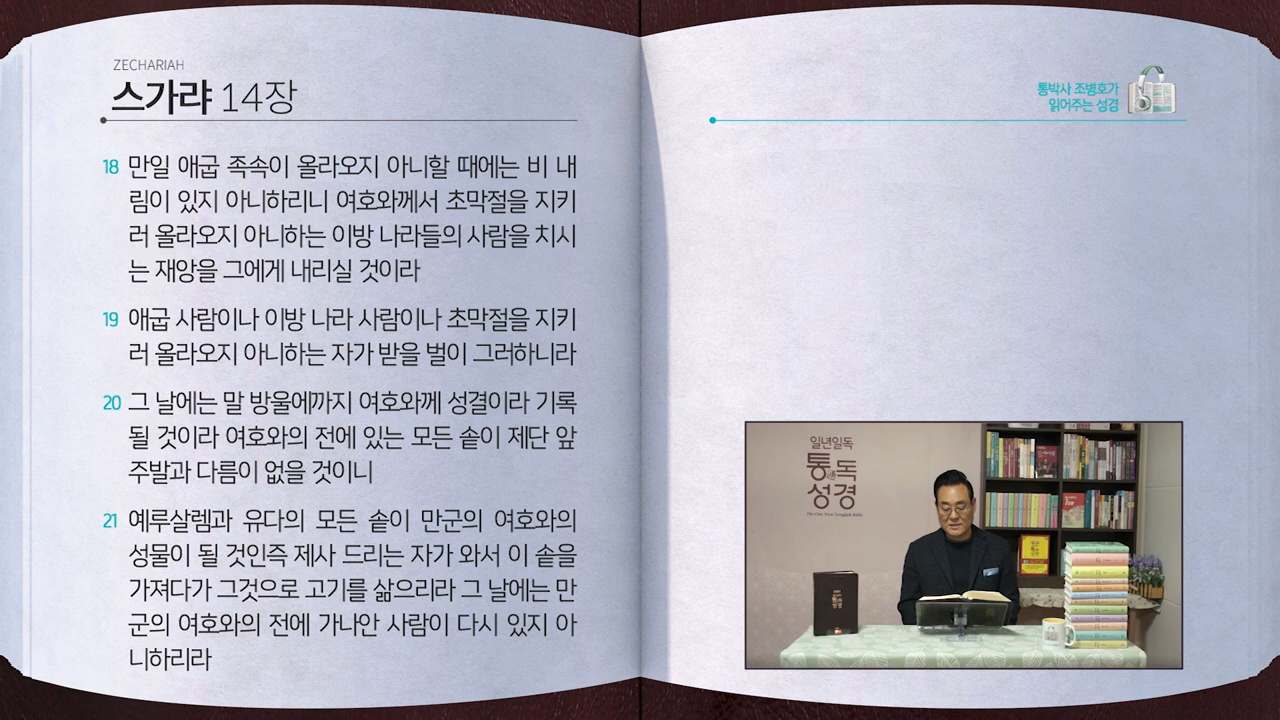 ZECHARIAH
스가랴 14장
18 만일 애굽 족속이 올라오지 아니할 때에는 비 내
림이 있지 아니하리니 여호와께서 초막절을 지키
러 올라오지 아니하는 이방 나라들의 사람을 치시
는 재앙을 그에게 내리실 것이라
19 애굽 사람이나 이방 나라 사람이나 초막절을 지키
러 올라오지 아니하는 자가 받을 벌이 그러하니라
20 그 날에는 말 방울에까지 여호와께 성결이라 기록
될 것이라 여호와의 전에 있는 모든 솥이 제단 앞
주발과 다름이 없을 것이니
21 예루살렘과 유다의 모든 솥이 만군의 여호와의
성물이 될 것인즉 제사 드리는 자가 와서 이 솥을
가져다가 그것으로 고기를 삶으리라 그 날에는 만
군의 여호와의 전에 가나안 사람이 다시 있지 아
니하리라
통박사 조병호가
읽어주는 성경
일년일독
통독
성경
통독
성경